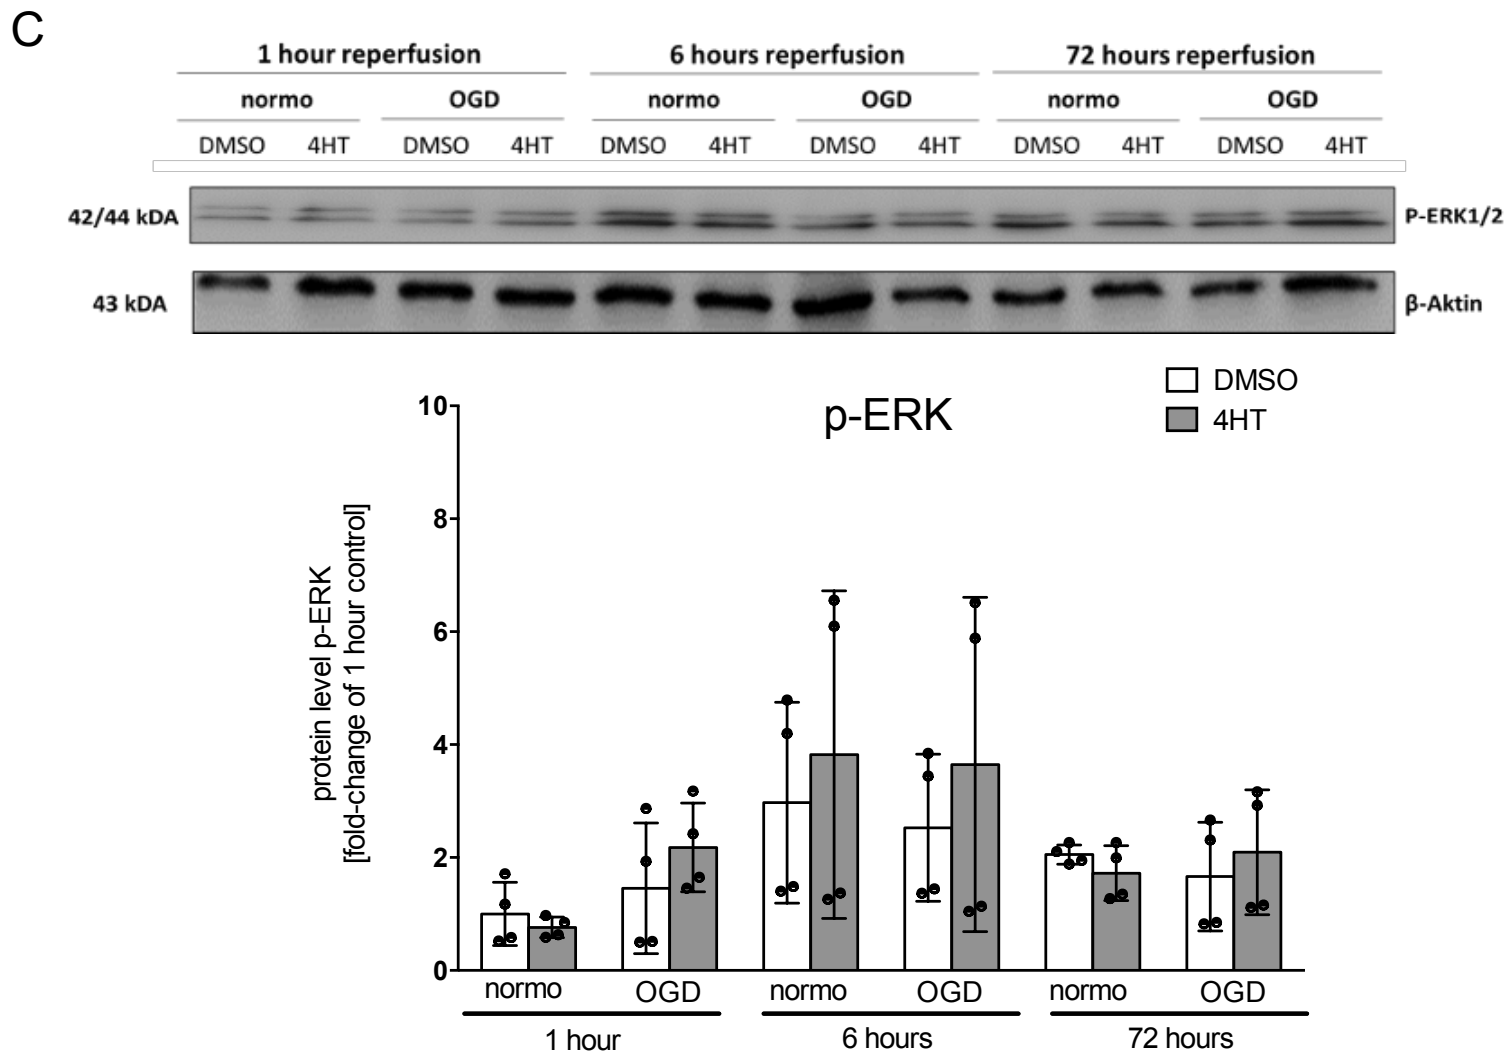 C
1 hour reperfusion 6 hours reperfusion 72 hours reperfusion
normo OGD normo OGD normo OGD
DMSO 4HT DMSO 4HT DMSO 4HT DMSO 4HT DMSO 4HT DMSO 4HT
42/44 kDA P-ERK1/2
43 kDA β-Aktin
DMSO
4HT
p-ERK
protein level p-ERK
[fold-change of 1 hour control]
10
8
6
4
2
0
normo OGD normo OGD normo OGD
1 hour 6 hours 72 hours